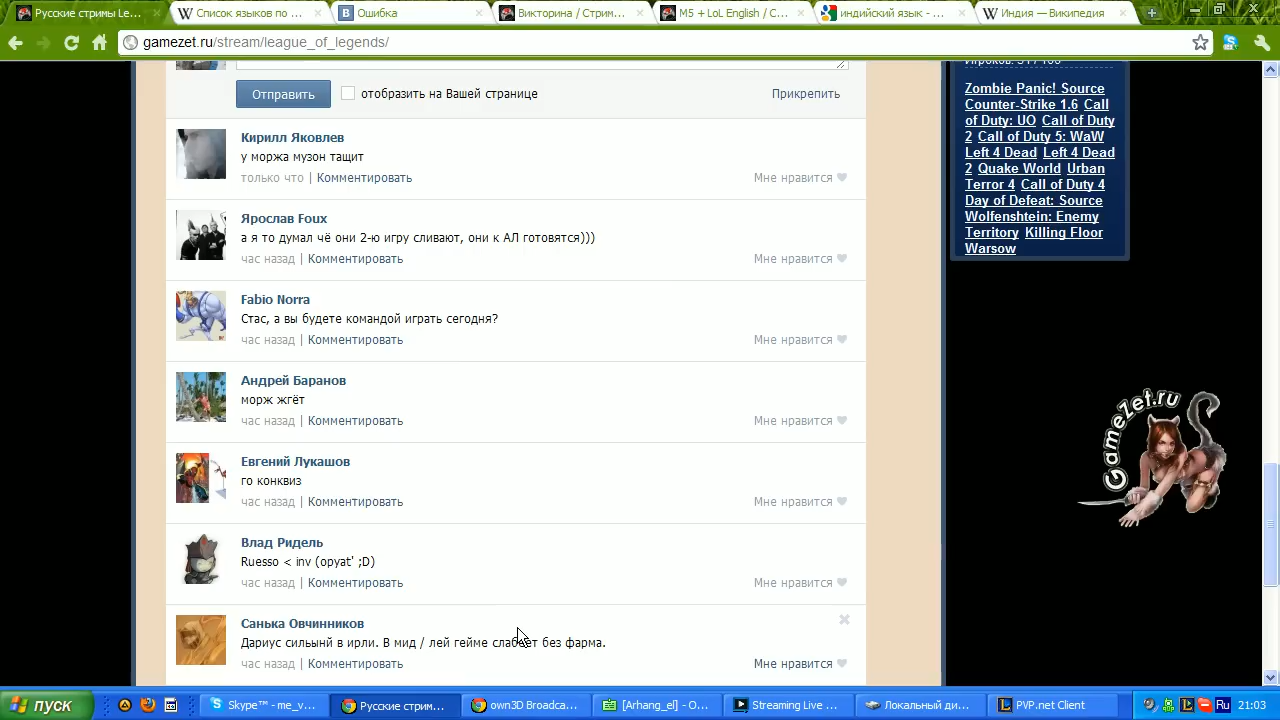 Русские стримы Le...
Список языков по ...
Ошибка
Викторина / Стрим...
M5 + LoL English / С...
индийский язык - ...
Индия — Википедия
gamezet.ru/stream/league_of_legends/
Отправить
отобразить на Вашей странице
Прикрепить
Кирилл Яковлев
у моржа музон тащит
только что | Комментировать
Мне нравится
Ярослав Foux
а я то думал чё они 2-ю игру сливают, они к АЛ готовятся)))
час назад | Комментировать
Мне нравится
Fabio Norra
Стас, а вы будете командой играть сегодня?
час назад | Комментировать
Мне нравится
Андрей Баранов
морж жгёт
час назад | Комментировать
Мне нравится
Евгений Лукашов
го конквиз
час назад | Комментировать
Мне нравится
Влад Ридель
Ruesso < inv (opyat' ;D)
час назад | Комментировать
Мне нравится
Санька Овчинников
Дариус сильынй в ирли. В мид / лей гейме слабеет без фарма.
час назад | Комментировать
Мне нравится
Zombie Panic! Source
Counter-Strike 1.6 Call
of Duty: UO Call of Duty
2 Call of Duty 5: WaW
Left 4 Dead Left 4 Dead
2 Quake World Urban
Terror 4 Call of Duty 4
Day of Defeat: Source
Wolfenshtein: Enemy
Territory Killing Floor
Warsow
GameZet.ru
пуск
Skype™ - me_v...
Русские стрим...
own3D Broadca...
[Arhang_el] - O...
Streaming Live ...
Локальный ди...
PVP.net Client
Ru
21:03